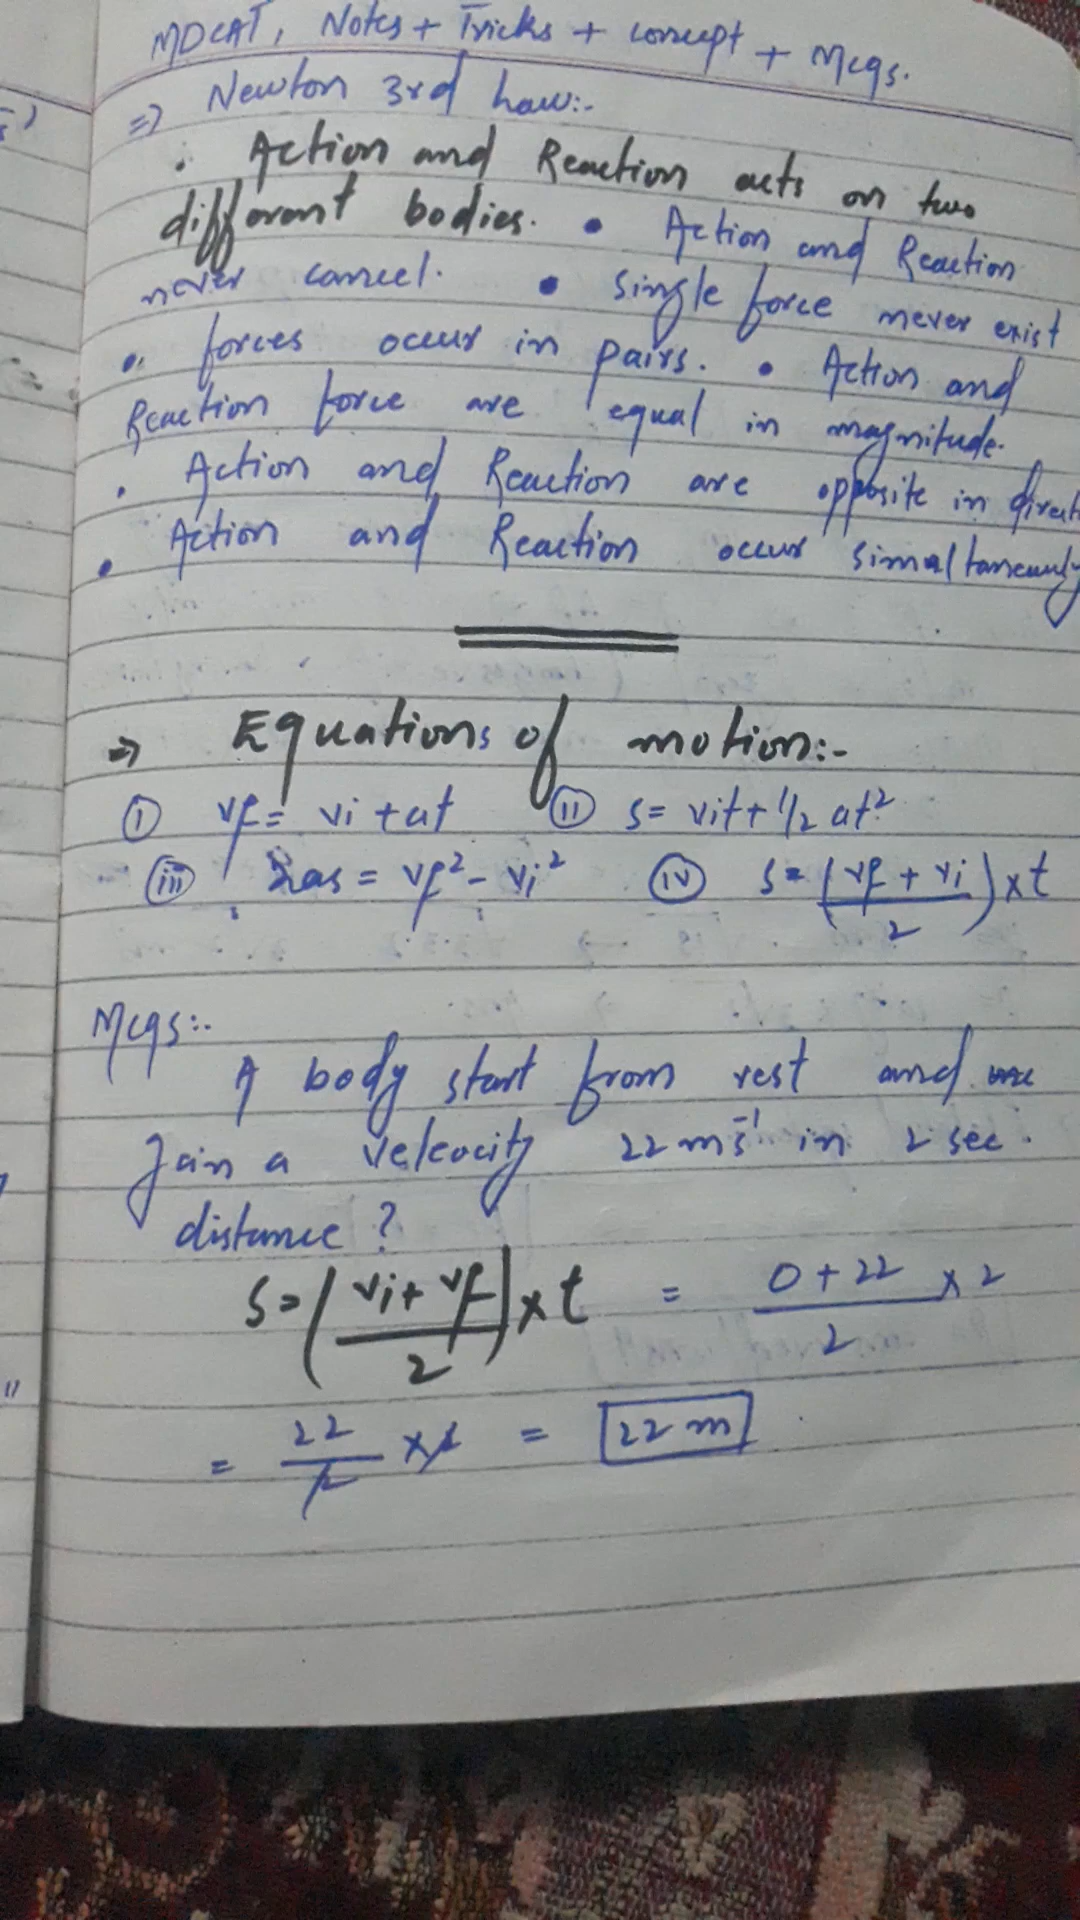 MDCAT, Notes + Tricks + concept + Mcqs.
=> Newton 3rd Law:-
• Action and Reaction acts on two
different bodies. • Action and Reaction
never cancel. • Single force never exist
• forces occur in pairs. • Action and
Reaction force are equal in magnitude.
• Action and Reaction are opposite in directi
• Action and Reaction occur simaltaneously
=> Equations of motion:-
(i) vf = vi + at (ii) s = vit + 1/2 at²
(iii) 2as = vf² - vi² (iv) s = (vf + vi / 2) × t
Mcqs:-
A body start from rest and
gain a velcocity 22 ms⁻¹ in 2 sec.
distance ?
S = (vi + vf / 2) × t = 0 + 22 / 2 × 2
= 22 / 2 × 2 = 22 m